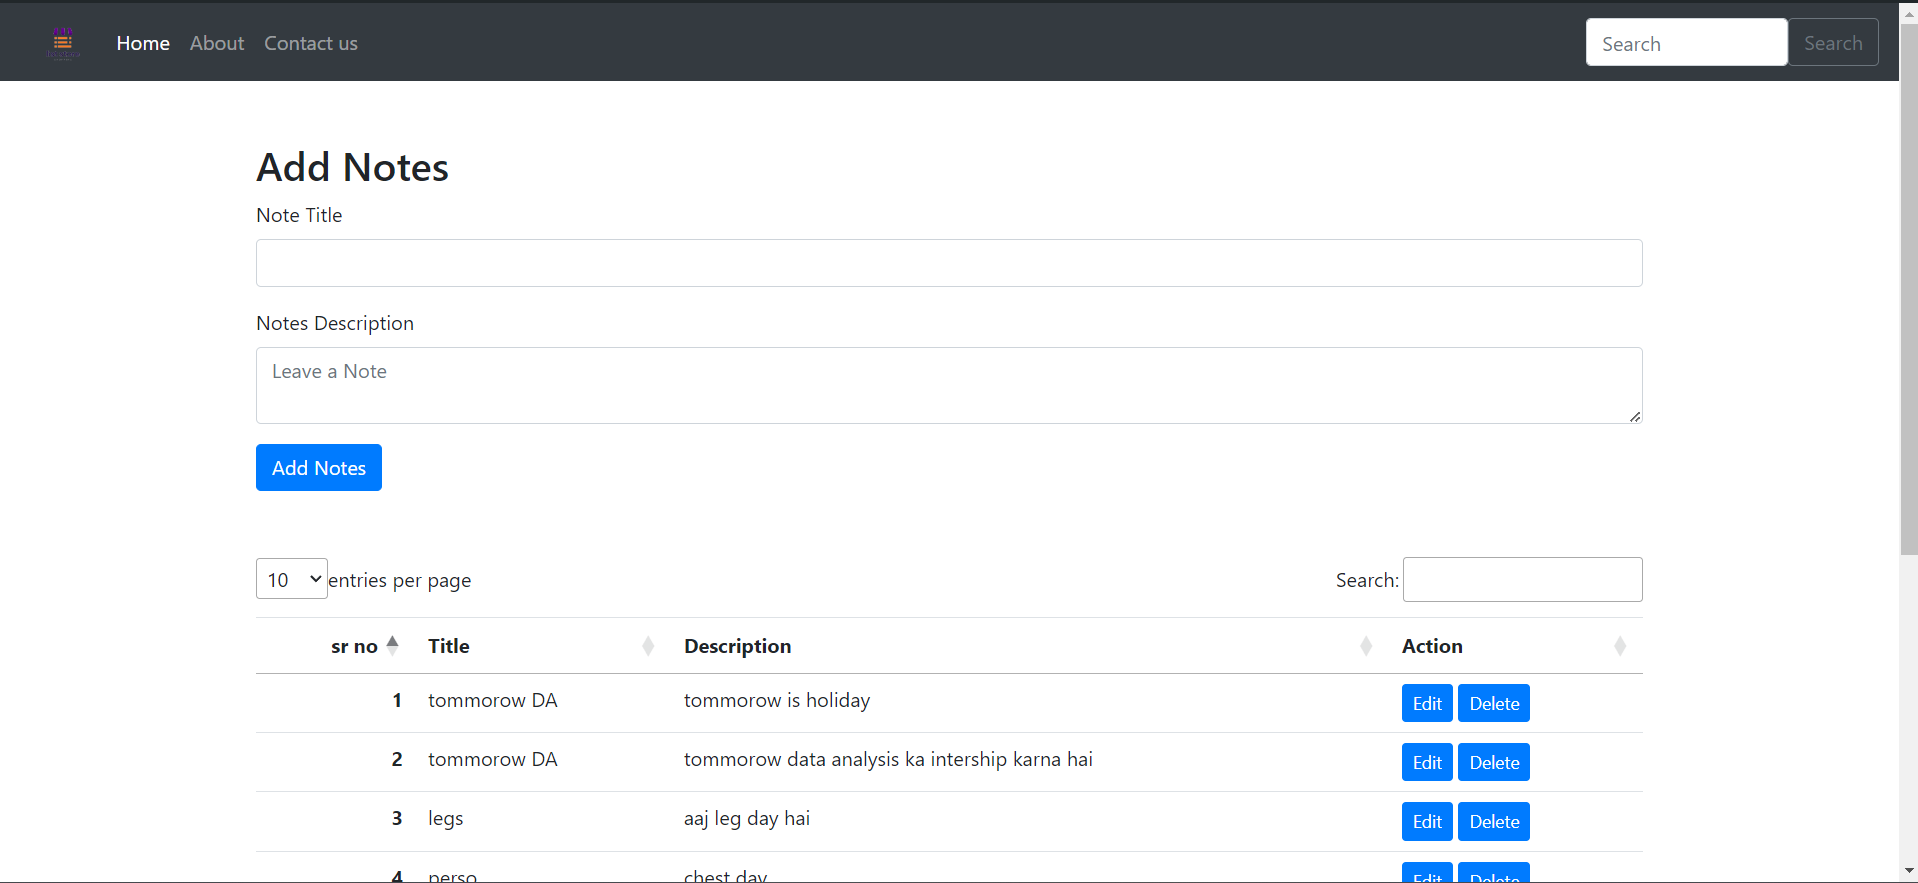 Home About Contact us Search Search
Add Notes
Note Title
Notes Description
Leave a Note
Add Notes
10 entries per page Search:
sr no Title Description Action
1 tommorow DA tommorow is holiday Edit Delete
2 tommorow DA tommorow data analysis ka intership karna hai Edit Delete
3 legs aaj leg day hai Edit Delete
4 perso chest day Edit Delete